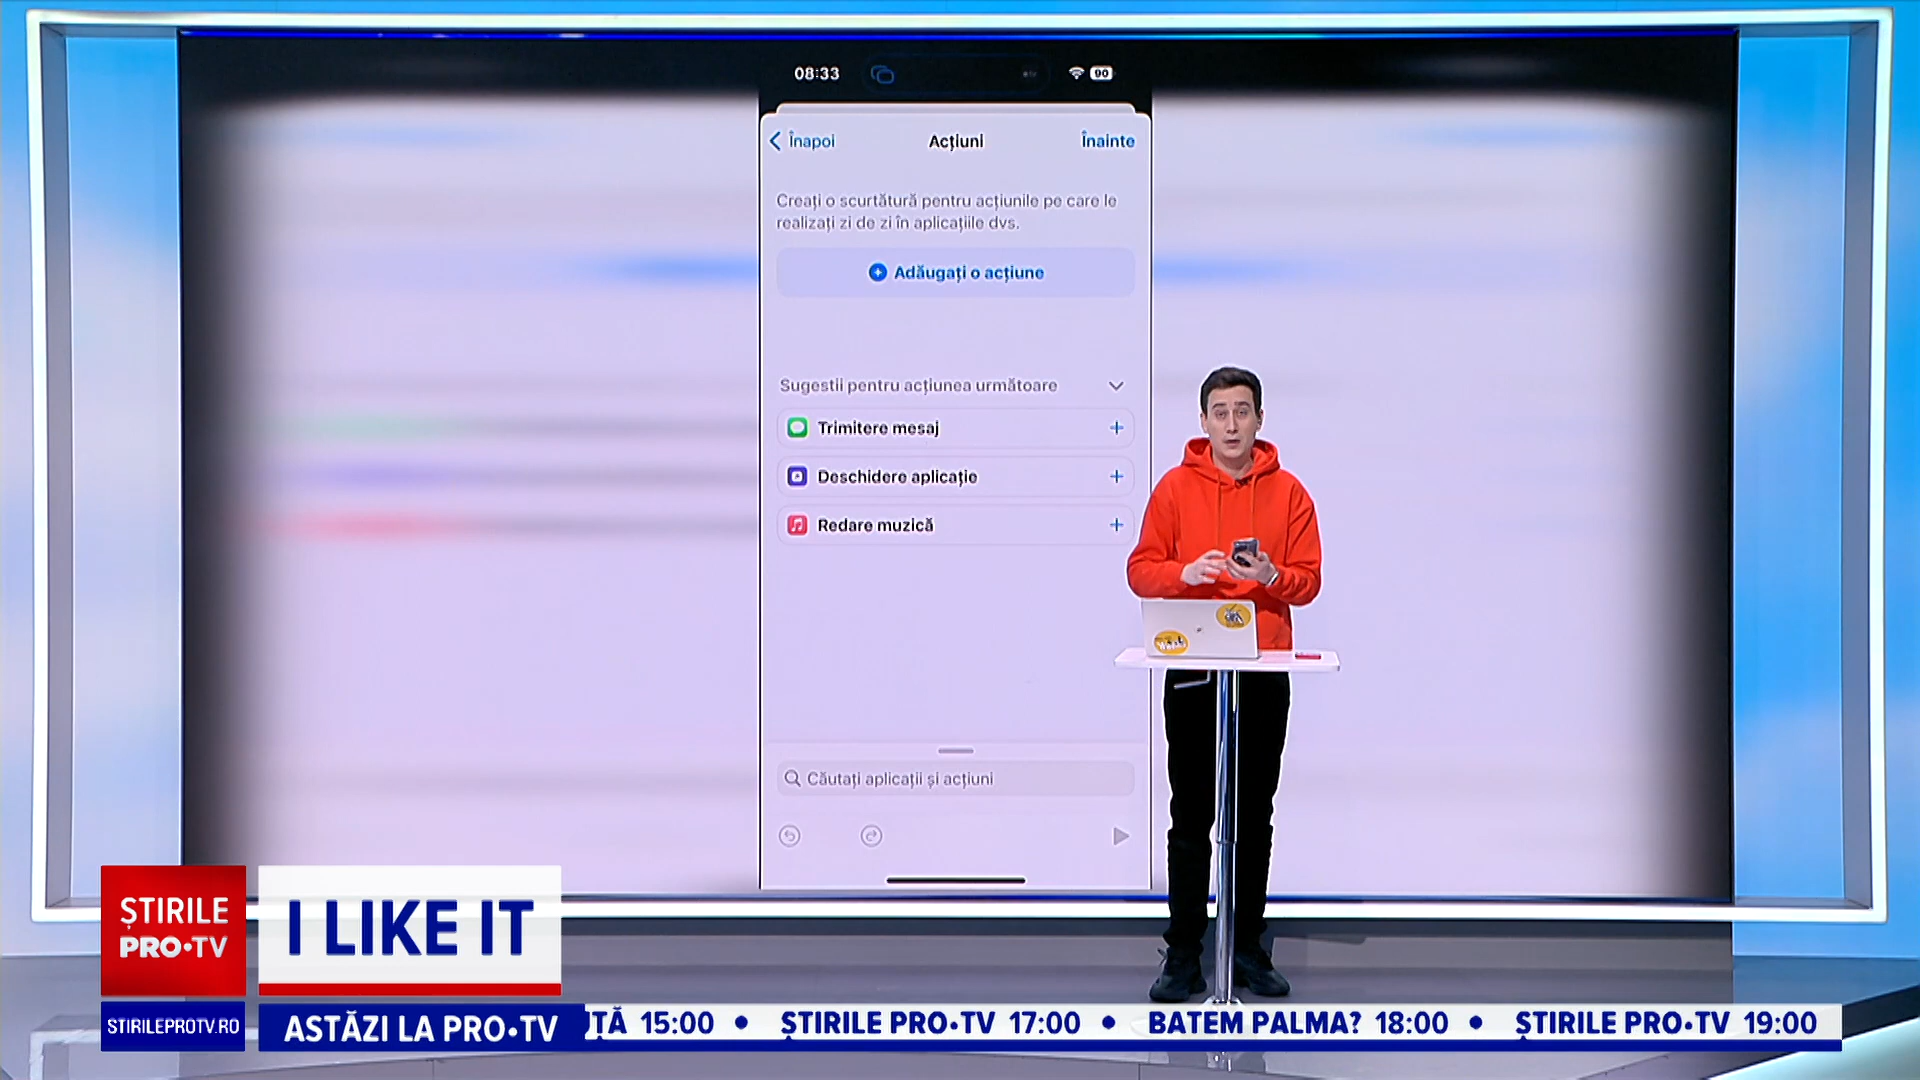 08:33
90
Înapoi
Acțiuni
Înainte
Creați o scurtătură pentru acțiunile pe care le
realizați zi de zi în aplicațiile dvs.
Adăugați o acțiune
Sugestii pentru acțiunea următoare
Trimitere mesaj
Deschidere aplicație
Redare muzică
Căutați aplicații și acțiuni
ȘTIRILE
PRO•TV
I LIKE IT
STIRILEPROTV.RO
ASTĂZI LA PRO•TV
15:00 • ȘTIRILE PRO•TV 17:00 • BATEM PALMA? 18:00 • ȘTIRILE PRO•TV 19:00